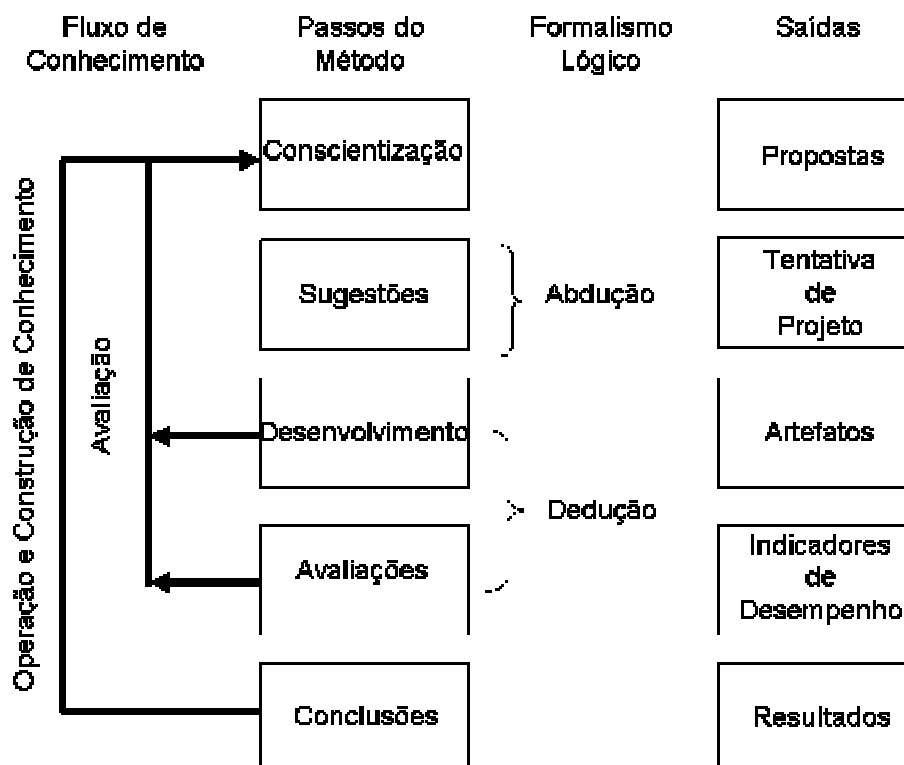 Fluxo de
Conhecimento
Passos do
Método
Formalismo
Lógico
Saídas
Operação e Construção de Conhecimento
Avaliação
Conscientização
Propostas
Sugestões
Abdução
Tentativa
de
Projeto
Desenvolvimento
Artefatos
Dedução
Avaliações
Indicadores
de
Desempenho
Conclusões
Resultados